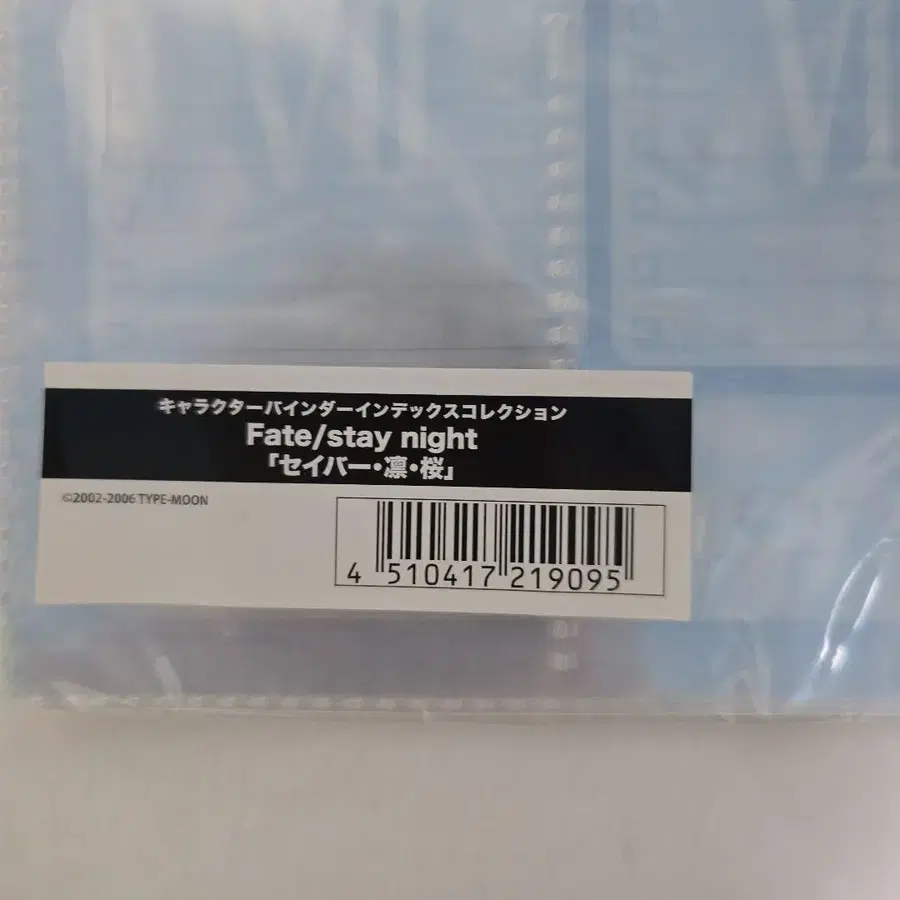 キャラクターバインダーインデックスコレクション
Fate/stay night
「セイバー・凛・桜」
©2002-2006 TYPE-MOON
4 510417 219095